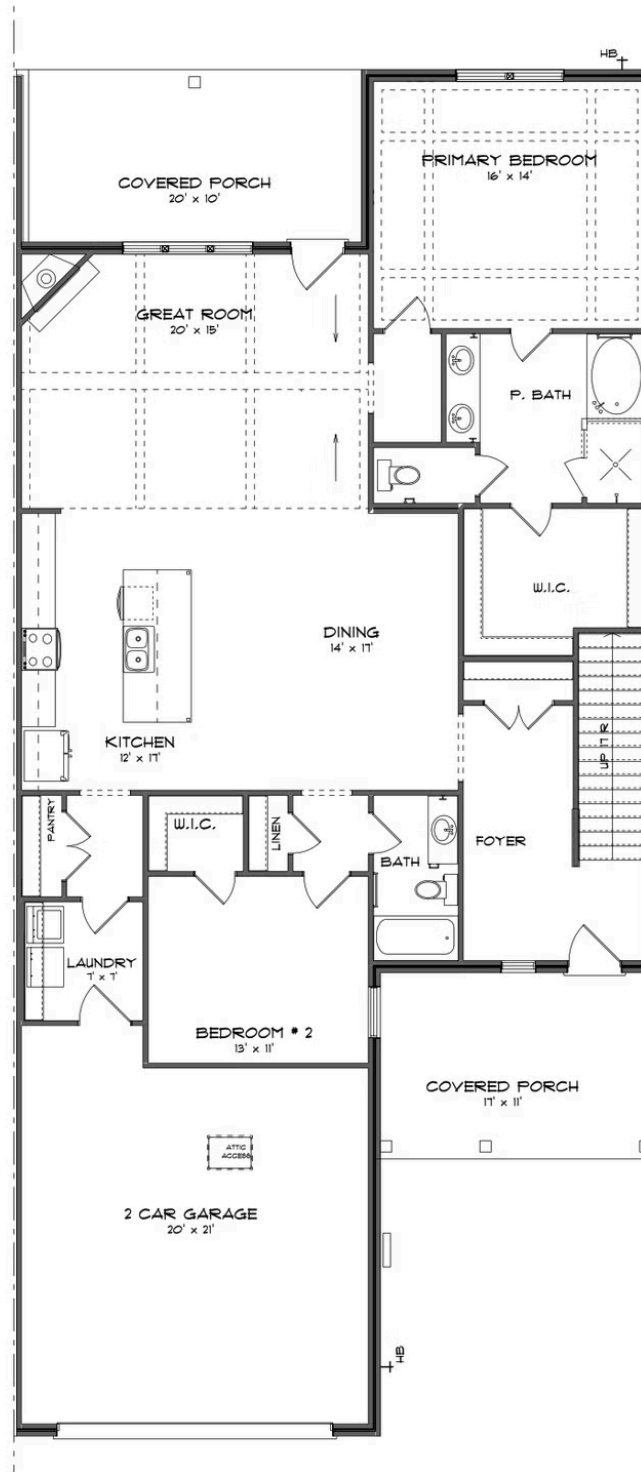 HB
COVERED PORCH
20' x 10'
PRIMARY BEDROOM
16' x 14'
GREAT ROOM
20' x 15'
P. BATH
W.I.C.
DINING
14' x 17'
KITCHEN
12' x 17'
UP 17 R
PANTRY
W.I.C.
LINEN
BATH
FOYER
LAUNDRY
7' x 7'
BEDROOM # 2
13' x 11'
COVERED PORCH
17' x 11'
ATTIC
ACCESS
2 CAR GARAGE
20' x 21'
HB